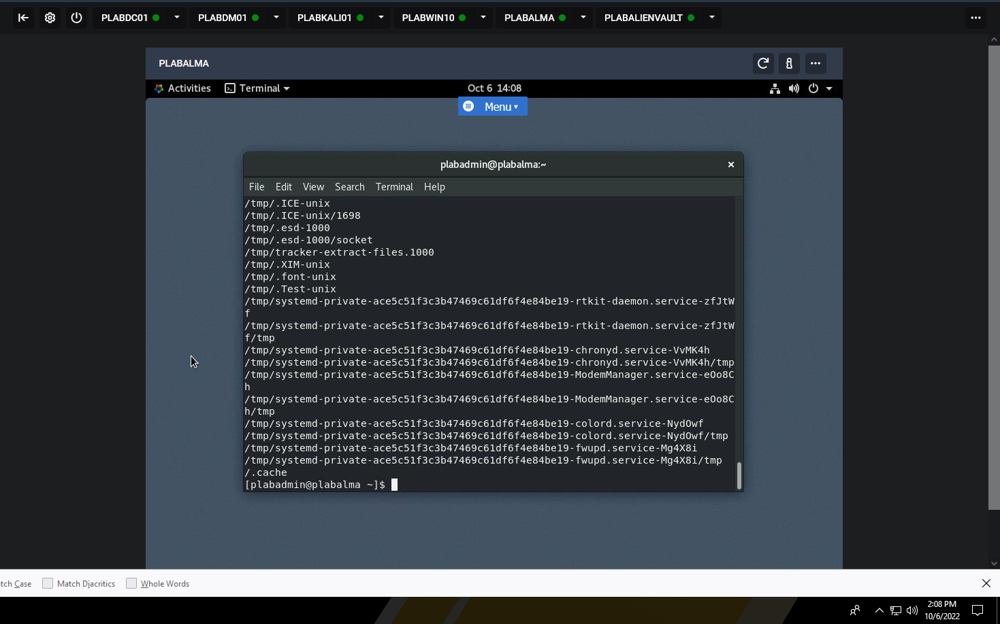 PLABDC01 PLABDM01 PLABKALI01 PLABWIN10 PLABALMA PLABALIENVAULT
PLABALMA
Activities Terminal Oct 6 14:08
Menu
plabadmin@plabalma:~
File Edit View Search Terminal Help
/tmp/.ICE-unix
/tmp/.ICE-unix/1698
/tmp/.esd-1000
/tmp/.esd-1000/socket
/tmp/tracker-extract-files.1000
/tmp/.XIM-unix
/tmp/.font-unix
/tmp/.Test-unix
/tmp/systemd-private-ace5c51f3c3b47469c61df6f4e84be19-rtkit-daemon.service-zfJtW
f
/tmp/systemd-private-ace5c51f3c3b47469c61df6f4e84be19-rtkit-daemon.service-zfJtW
f/tmp
/tmp/systemd-private-ace5c51f3c3b47469c61df6f4e84be19-chronyd.service-VvMK4h
/tmp/systemd-private-ace5c51f3c3b47469c61df6f4e84be19-chronyd.service-VvMK4h/tmp
/tmp/systemd-private-ace5c51f3c3b47469c61df6f4e84be19-ModemManager.service-eOo8C
h
/tmp/systemd-private-ace5c51f3c3b47469c61df6f4e84be19-ModemManager.service-eOo8C
h/tmp
/tmp/systemd-private-ace5c51f3c3b47469c61df6f4e84be19-colord.service-NydOwf
/tmp/systemd-private-ace5c51f3c3b47469c61df6f4e84be19-colord.service-NydOwf/tmp
/tmp/systemd-private-ace5c51f3c3b47469c61df6f4e84be19-fwupd.service-Mg4X8i
/tmp/systemd-private-ace5c51f3c3b47469c61df6f4e84be19-fwupd.service-Mg4X8i/tmp
/.cache
[plabadmin@plabalma ~]$
tch Case Match Diacritics Whole Words
2:08 PM
10/6/2022